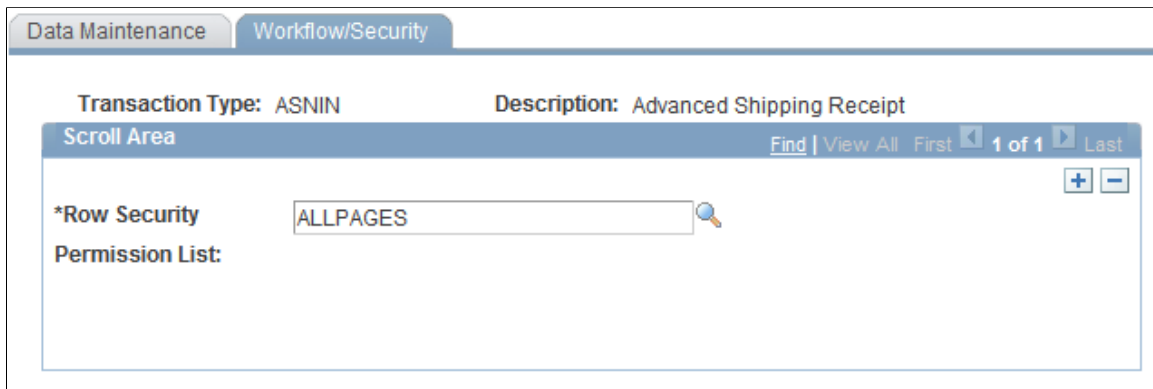 Data Maintenance Workflow/Security
Transaction Type: ASNIN Description: Advanced Shipping Receipt
Scroll Area Find | View All First 1 of 1 Last
*Row Security ALLPAGES
Permission List: